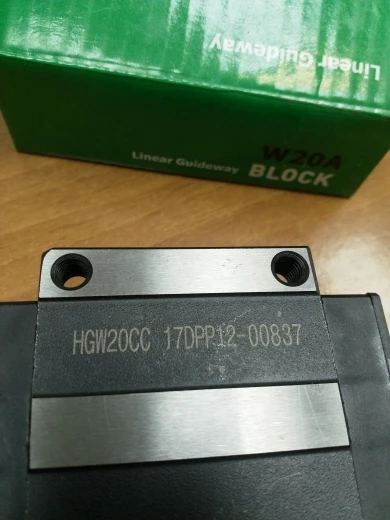 Linear Guideway
W20A
Linear Guideway BLOCK
HGW20CC 17DPP12-00837